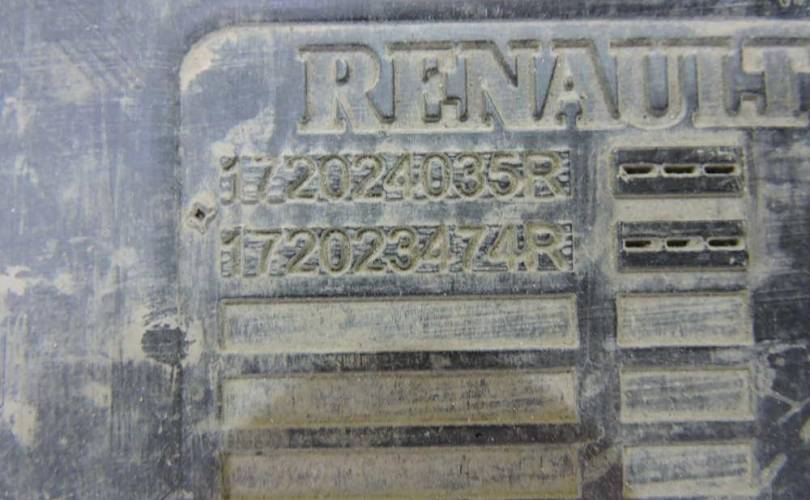 RENAULT
172024035R ---
172023474R ---